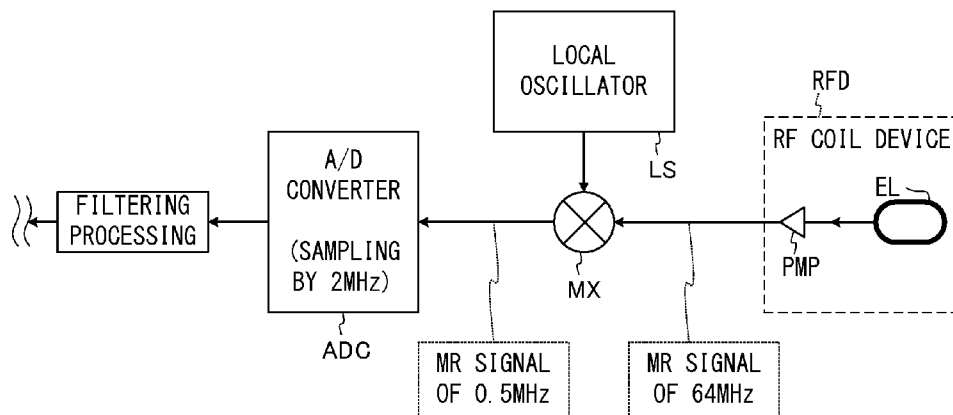 LOCAL
OSCILLATOR
LS
RFD
RF COIL DEVICE
EL
PMP
A/D
CONVERTER
(SAMPLING
BY 2MHz)
ADC
FILTERING
PROCESSING
MX
MR SIGNAL
OF 0.5MHz
MR SIGNAL
OF 64MHz